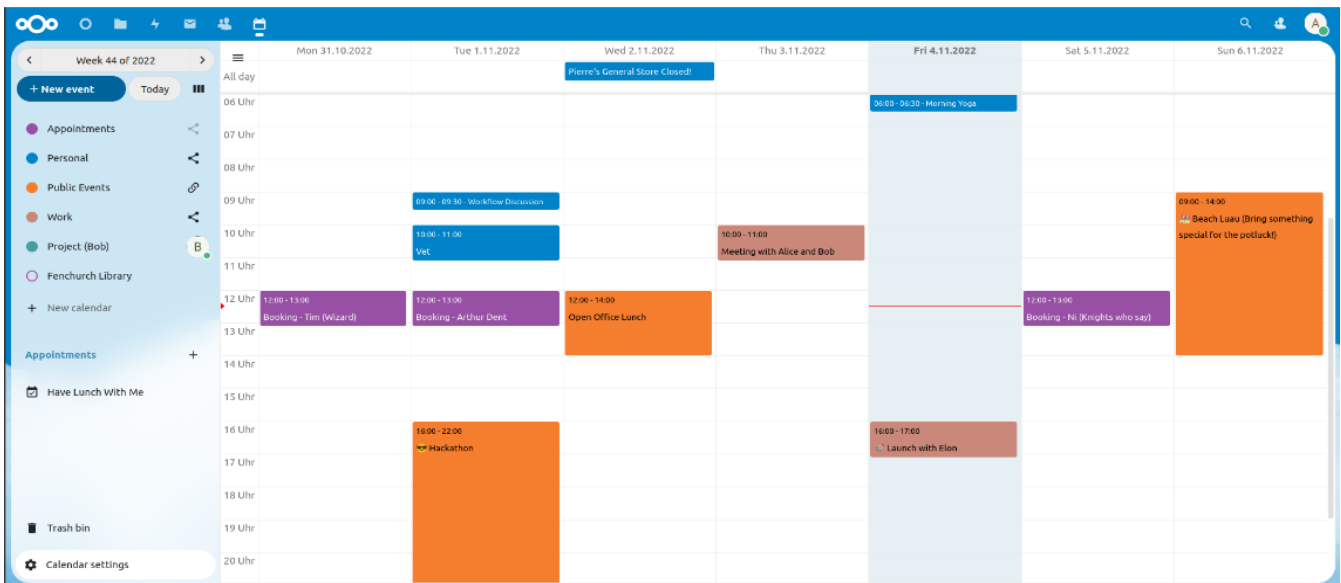 A
Week 44 of 2022
+ New event
Today
Appointments
Personal
Public Events
Work
Project (Bob)
B
Fenchurch Library
+ New calendar
Appointments
+
Have Lunch With Me
Trash bin
Calendar settings
Mon 31.10.2022
Tue 1.11.2022
Wed 2.11.2022
Thu 3.11.2022
Fri 4.11.2022
Sat 5.11.2022
Sun 6.11.2022
All day
Pierre's General Store Closed!
06 Uhr
07 Uhr
08 Uhr
09 Uhr
10 Uhr
11 Uhr
12 Uhr
13 Uhr
14 Uhr
15 Uhr
16 Uhr
17 Uhr
18 Uhr
19 Uhr
20 Uhr
12:00 - 13:00
Booking - Tim (Wizard)
09:00 - 09:30 - Workflow Discussion
10:00 - 11:00
Vet
12:00 - 13:00
Booking - Arthur Dent
16:00 - 22:00
😎 Hackathon
12:00 - 14:00
Open Office Lunch
10:00 - 11:00
Meeting with Alice and Bob
06:00 - 06:30 - Morning Yoga
16:00 - 17:00
Launch with Elon
12:00 - 13:00
Booking - Ni (Knights who say)
09:00 - 14:00
Beach Luau (Bring something
special for the potluck!)